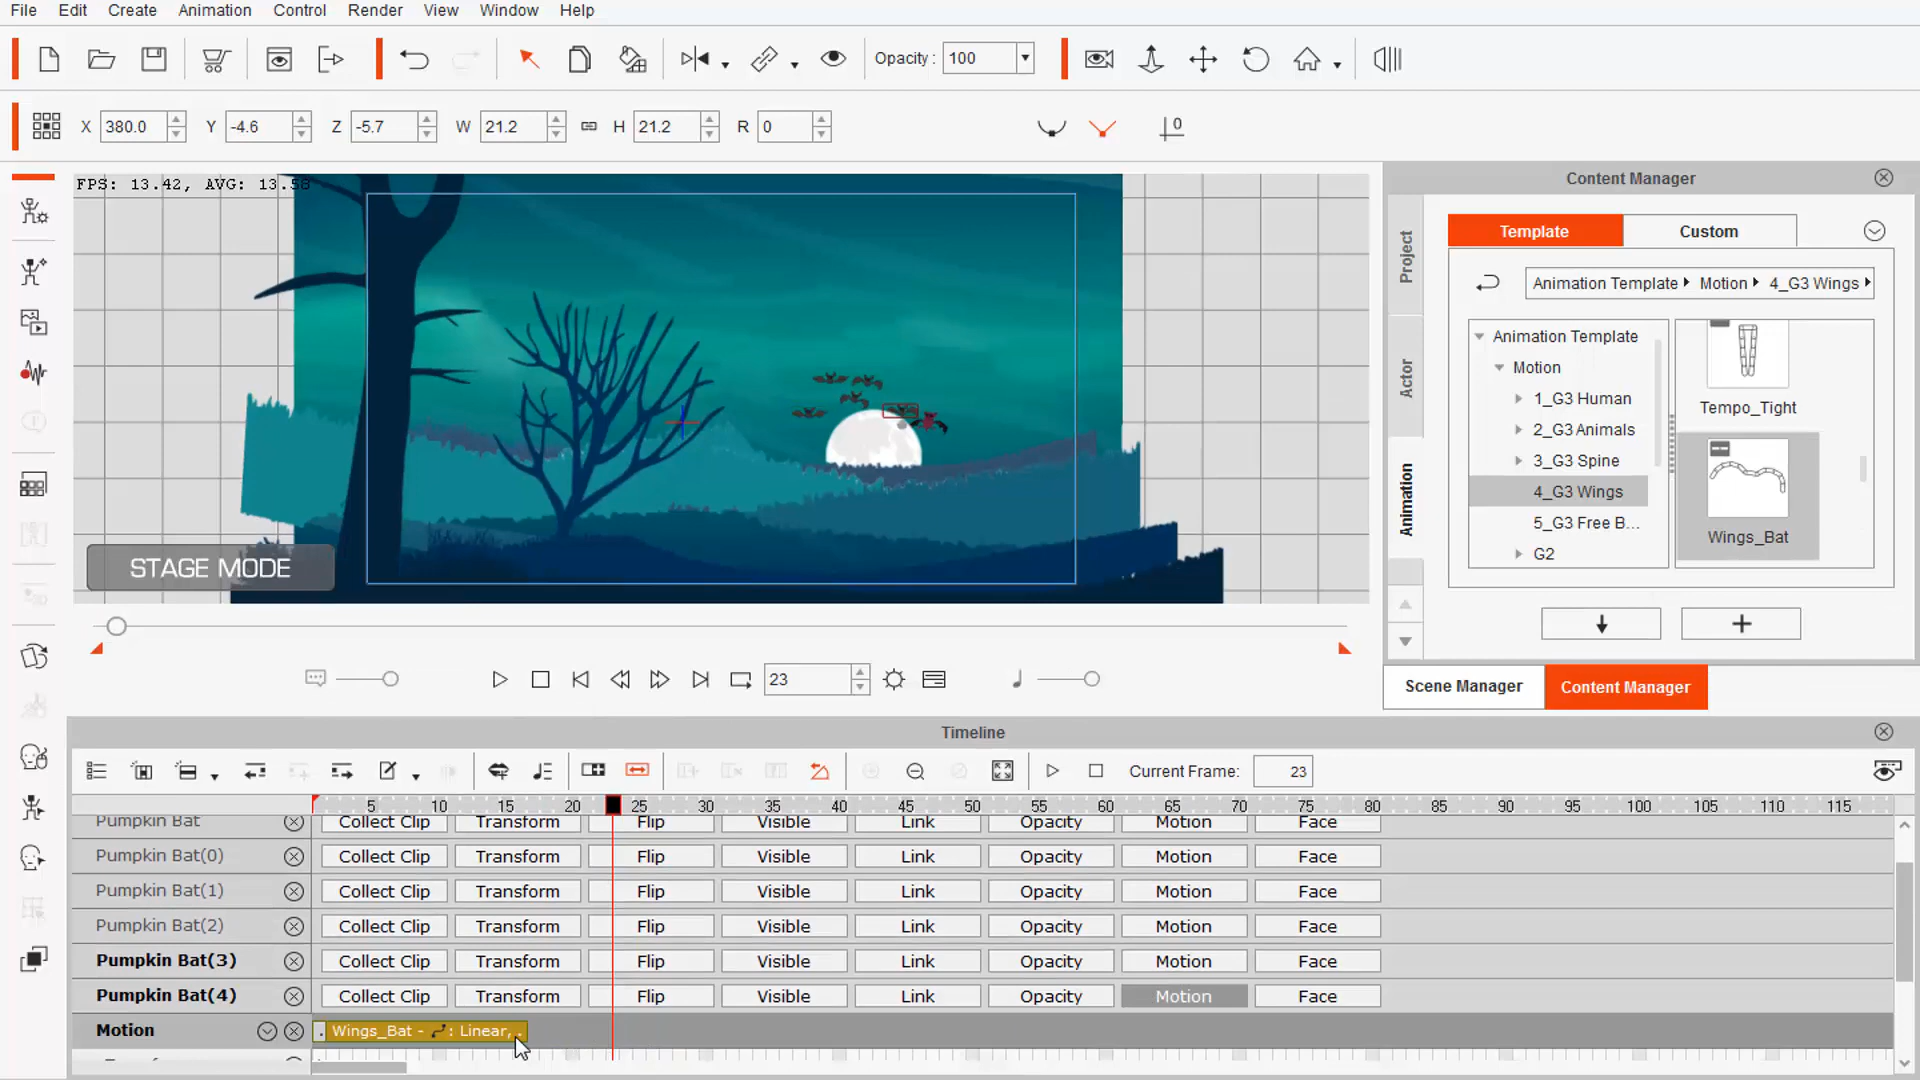 File Edit Create Animation Control Render View Window Help
Opacity : 100
X 380.0 Y -4.6 Z -5.7 W 21.2 H 21.2 R 0
0
FPS: 13.42, AVG: 13.58
STAGE MODE
Content Manager
Project
Actor
Animation
Template Custom
Animation Template Motion 4_G3 Wings
Animation Template
Motion
1_G3 Human
2_G3 Animals
3_G3 Spine
4_G3 Wings
5_G3 Free B...
G2
Tempo_Tight
Wings_Bat
Scene Manager Content Manager
23
Timeline
Current Frame: 23
5 10 15 20 25 30 35 40 45 50 55 60 65 70 75 80 85 90 95 100 105 110 115
Pumpkin Bat Collect Clip Transform Flip Visible Link Opacity Motion Face
Pumpkin Bat(0) Collect Clip Transform Flip Visible Link Opacity Motion Face
Pumpkin Bat(1) Collect Clip Transform Flip Visible Link Opacity Motion Face
Pumpkin Bat(2) Collect Clip Transform Flip Visible Link Opacity Motion Face
Pumpkin Bat(3) Collect Clip Transform Flip Visible Link Opacity Motion Face
Pumpkin Bat(4) Collect Clip Transform Flip Visible Link Opacity Motion Face
Motion . Wings_Bat - : Linear, .